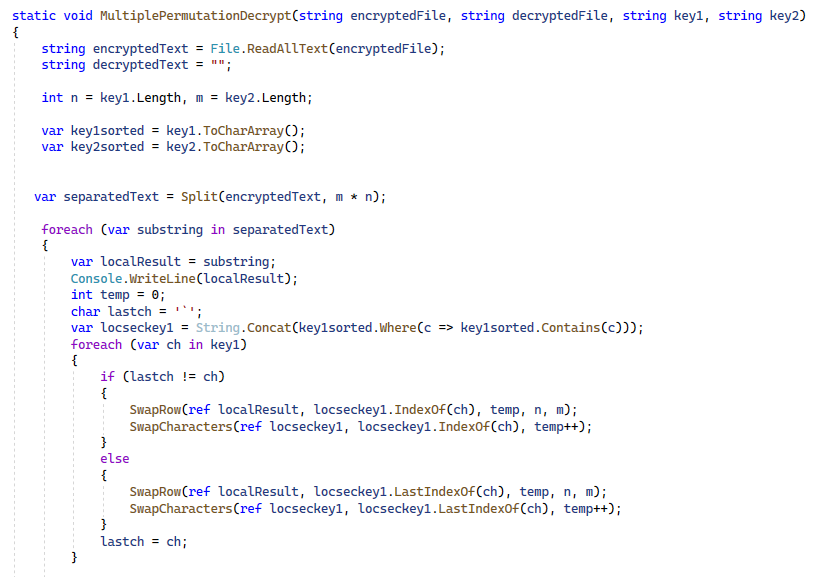 static void MultiplePermutationDecrypt(string encryptedFile, string decryptedFile, string key1, string key2)
{
    string encryptedText = File.ReadAllText(encryptedFile);
    string decryptedText = "";

    int n = key1.Length, m = key2.Length;

    var key1sorted = key1.ToCharArray();
    var key2sorted = key2.ToCharArray();


   var separatedText = Split(encryptedText, m * n);

    foreach (var substring in separatedText)
    {
        var localResult = substring;
        Console.WriteLine(localResult);
        int temp = 0;
        char lastch = '`';
        var locseckey1 = String.Concat(key1sorted.Where(c => key1sorted.Contains(c)));
        foreach (var ch in key1)
        {
            if (lastch != ch)
            {
                SwapRow(ref localResult, locseckey1.IndexOf(ch), temp, n, m);
                SwapCharacters(ref locseckey1, locseckey1.IndexOf(ch), temp++);
            }
            else
            {
                SwapRow(ref localResult, locseckey1.LastIndexOf(ch), temp, n, m);
                SwapCharacters(ref locseckey1, locseckey1.LastIndexOf(ch), temp++);
            }
            lastch = ch;
        }